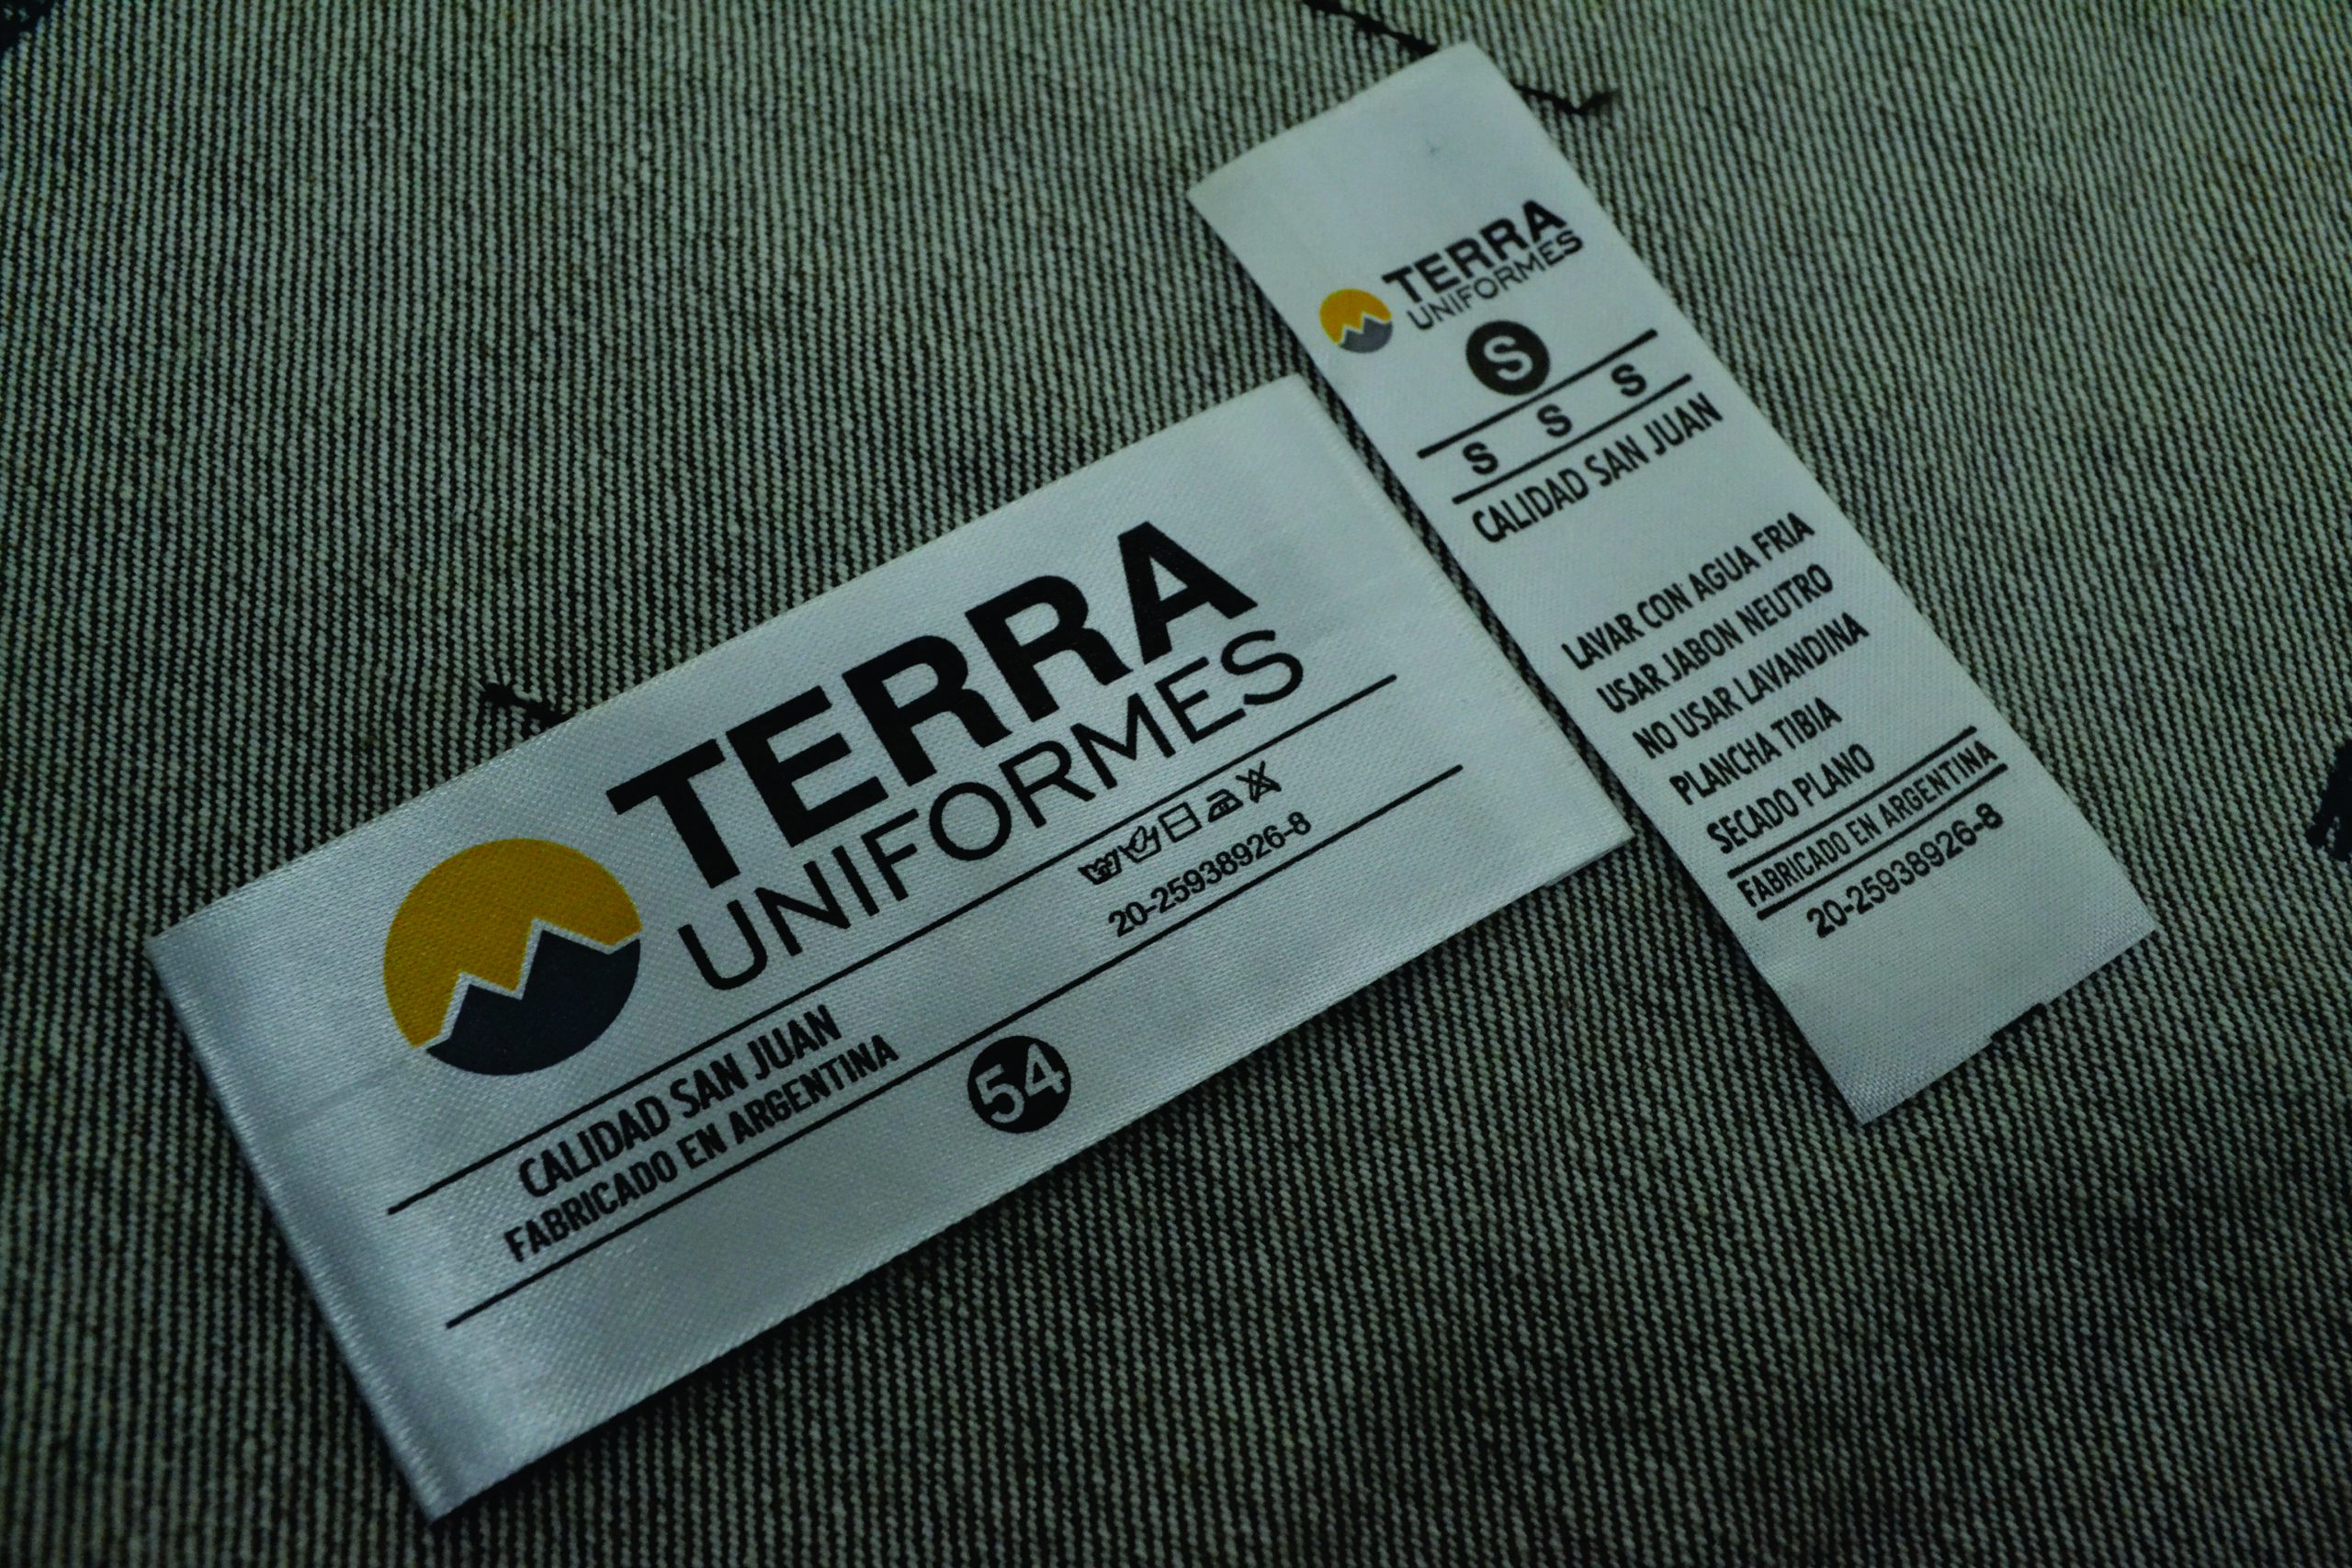 TERRA
UNIFORMES
CALIDAD SAN JUAN
FABRICADO EN ARGENTINA
20-25938926-8
54
TERRA
UNIFORMES
S
S S S
CALIDAD SAN JUAN
LAVAR CON AGUA FRIA
USAR JABON NEUTRO
NO USAR LAVANDINA
PLANCHA TIBIA
SECADO PLANO
FABRICADO EN ARGENTINA
20-25938926-8